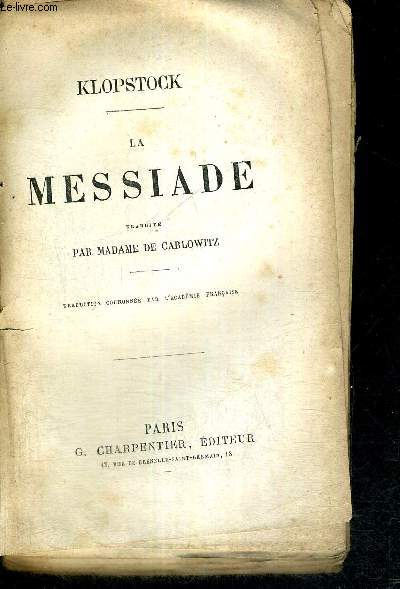 Le-livre.com
KLOPSTOCK
LA
MESSIADE
TRADUITE
PAR MADAME DE CARLOWITZ
TRADUCTION COURONNÉE PAR L'ACADÉMIE FRANÇAISE
PARIS
G. CHARPENTIER, ÉDITEUR
RUE DE GRENELLE-SAINT-GERMAIN, 13